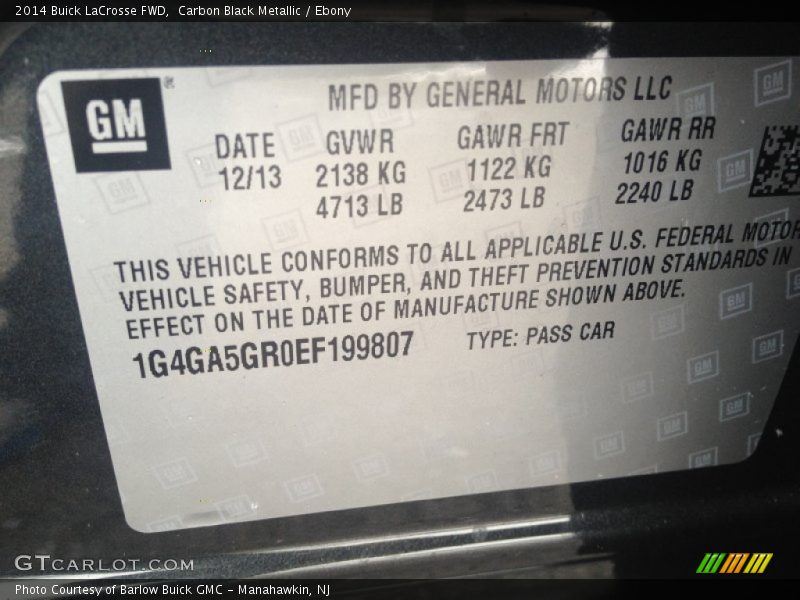 2014 Buick LaCrosse FWD, Carbon Black Metallic / Ebony
GM ®
MFD BY GENERAL MOTORS LLC
DATE GVWR GAWR FRT GAWR RR
12/13 2138 KG 1122 KG 1016 KG
4713 LB 2473 LB 2240 LB
THIS VEHICLE CONFORMS TO ALL APPLICABLE U.S. FEDERAL MOTOR
VEHICLE SAFETY, BUMPER, AND THEFT PREVENTION STANDARDS IN
EFFECT ON THE DATE OF MANUFACTURE SHOWN ABOVE.
1G4GA5GR0EF199807 TYPE: PASS CAR
GTCARLOT.COM
Photo Courtesy of Barlow Buick GMC – Manahawkin, NJ